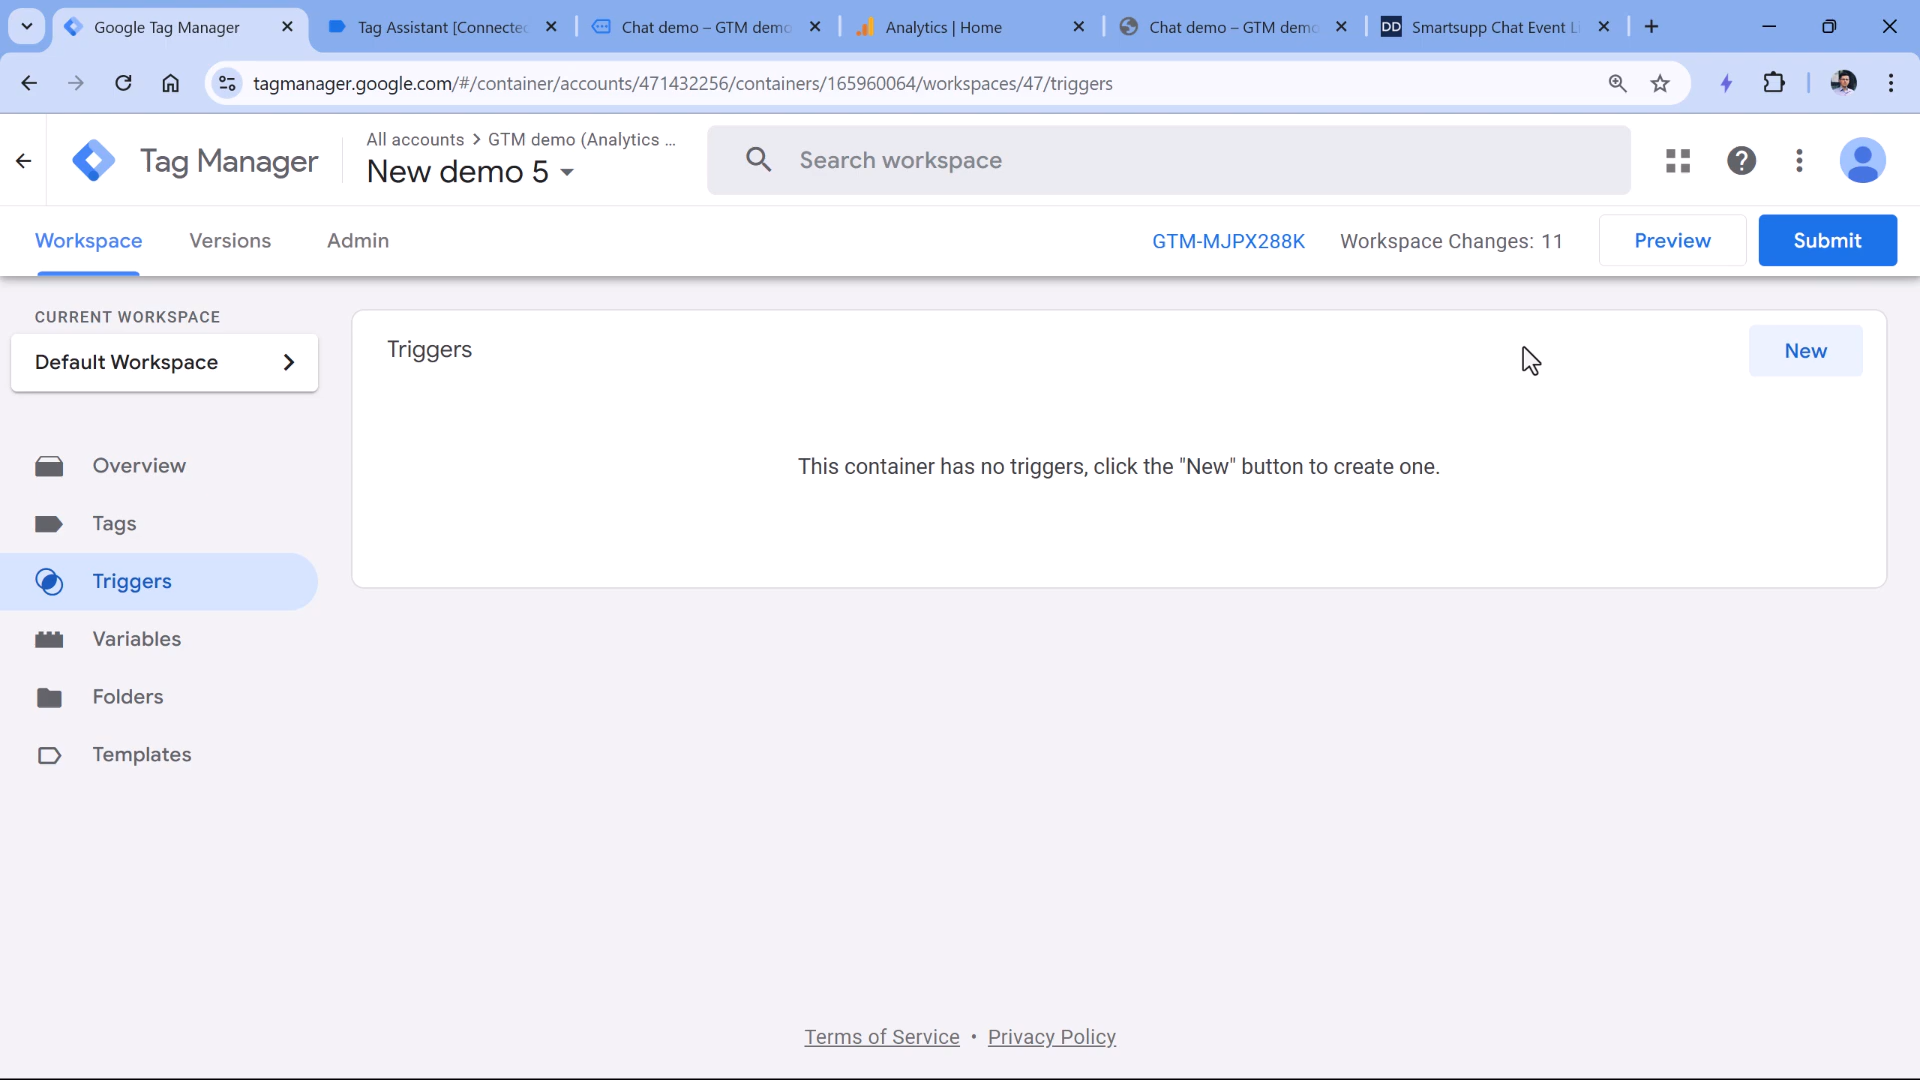 Google Tag Manager
Tag Assistant [Connected
Chat demo – GTM demo
Analytics | Home
Chat demo – GTM demo
DD
Smartsupp Chat Event Li
tagmanager.google.com/#/container/accounts/471432256/containers/165960064/workspaces/47/triggers
Tag Manager
All accounts > GTM demo (Analytics ...
New demo 5
Search workspace
Workspace
Versions
Admin
GTM-MJPX288K
Workspace Changes: 11
Preview
Submit
CURRENT WORKSPACE
Default Workspace
Overview
Tags
Triggers
Variables
Folders
Templates
Triggers
New
This container has no triggers, click the "New" button to create one.
Terms of Service • Privacy Policy